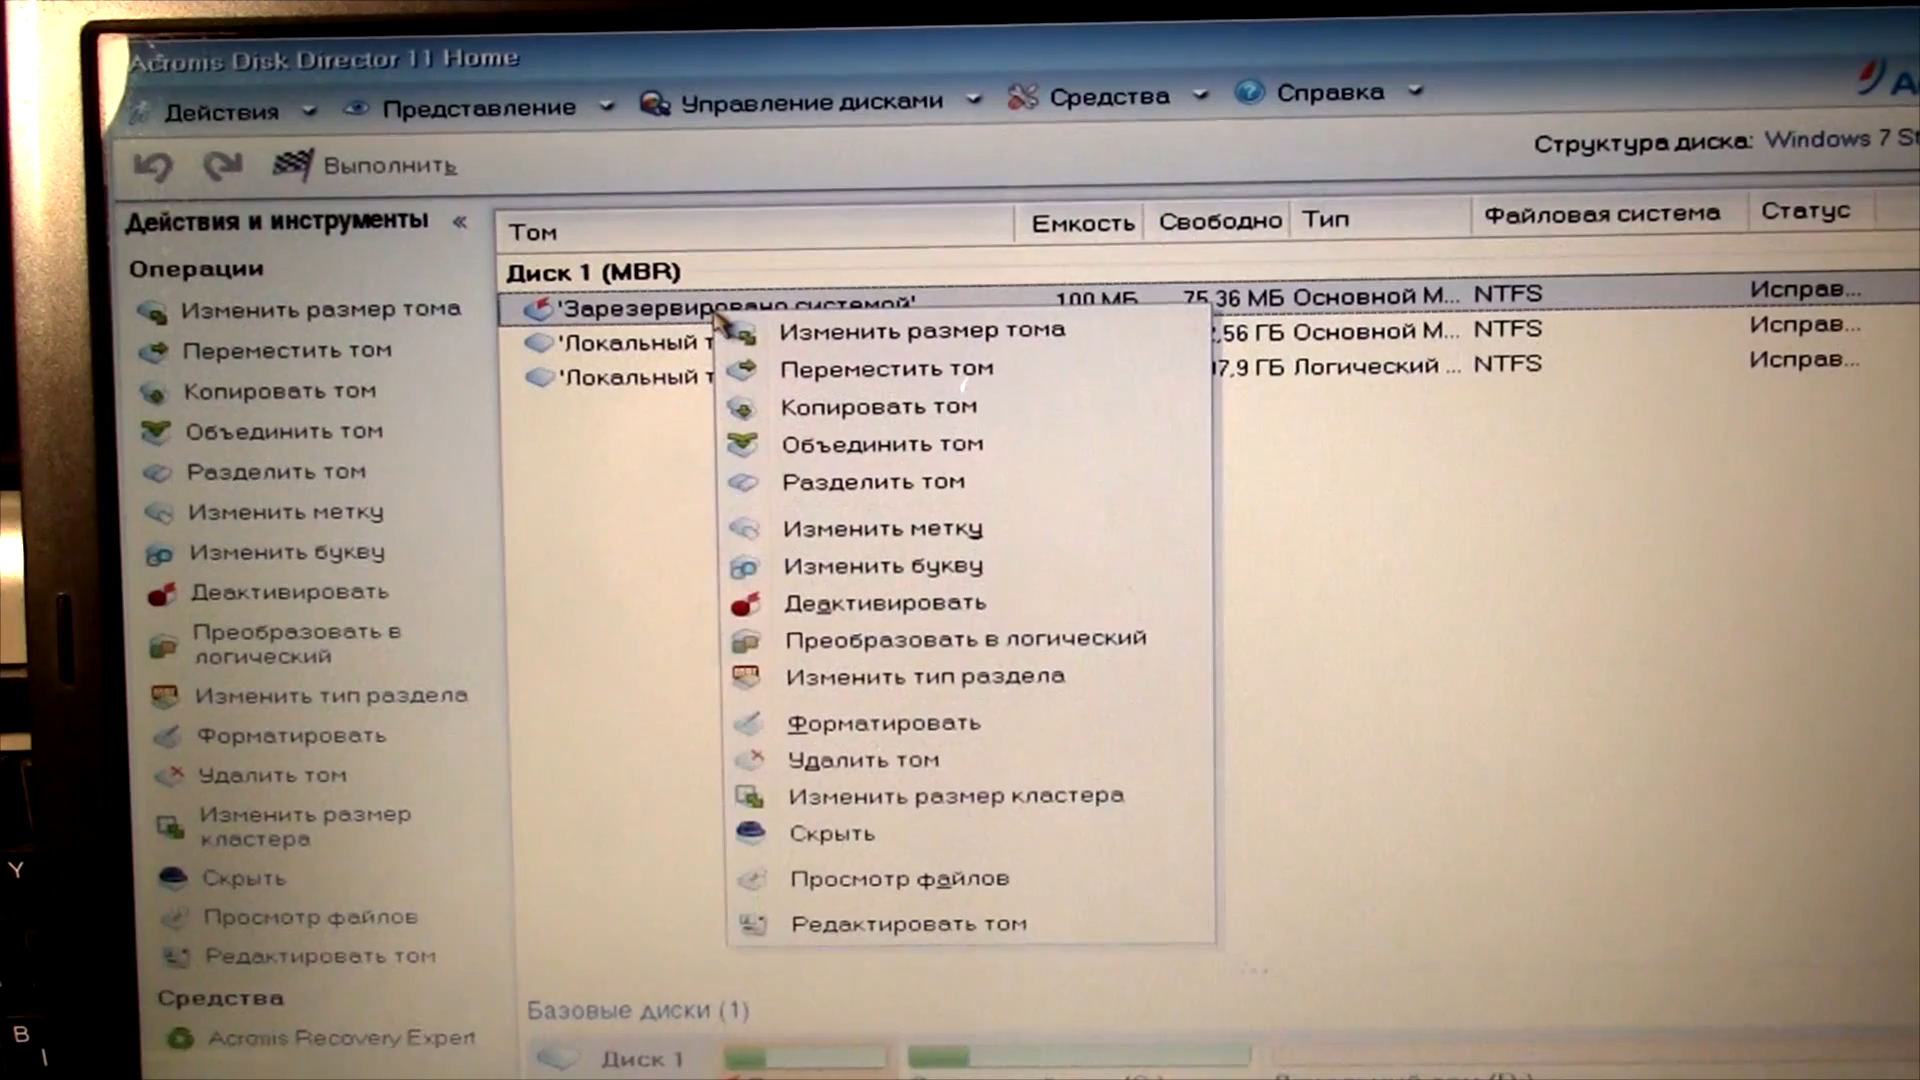 Acronis Disk Director 11 Home
Действия Представление Управление дисками Средства Справка
Структура диска: Windows 7
Выполнить
Действия и инструменты «
Операции
Изменить размер тома
Переместить том
Копировать том
Объединить том
Разделить том
Изменить метку
Изменить букву
Деактивировать
Преобразовать в
логический
Изменить тип раздела
Форматировать
Удалить том
Изменить размер
кластера
Скрыть
Просмотр файлов
Редактировать том
Средства
Acronis Recovery Expert
Том Емкость Свободно Тип Файловая система Статус
Диск 1 (MBR)
'Зарезервировано системой' 100 МБ 75,36 МБ Основной М... NTFS Исправ...
'Локальный т ,56 ГБ Основной М... NTFS Исправ...
'Локальный т 7,9 ГБ Логический ... NTFS Исправ...
Изменить размер тома
Переместить том
Копировать том
Объединить том
Разделить том
Изменить метку
Изменить букву
Деактивировать
Преобразовать в логический
Изменить тип раздела
Форматировать
Удалить том
Изменить размер кластера
Скрыть
Просмотр файлов
Редактировать том
Базовые диски (1)
Диск 1
Y
B